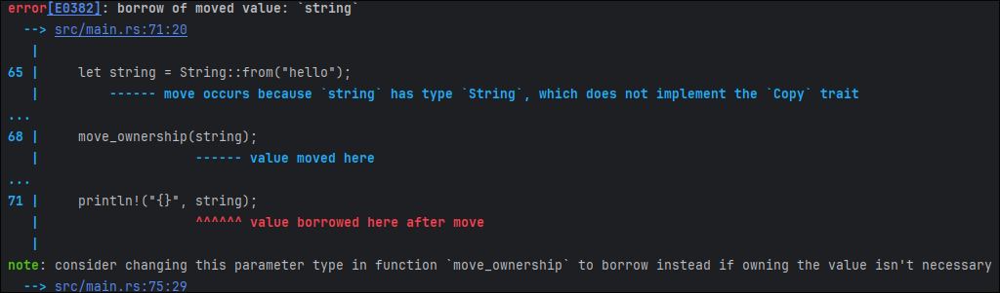 error[E0382]: borrow of moved value: `string`
  --> src/main.rs:71:20
   |
65 |     let string = String::from("hello");
   |         ------ move occurs because `string` has type `String`, which does not implement the `Copy` trait
...
68 |     move_ownership(string);
   |                    ------ value moved here
...
71 |     println!("{}", string);
   |                    ^^^^^^ value borrowed here after move
   |
note: consider changing this parameter type in function `move_ownership` to borrow instead if owning the value isn't necessary
  --> src/main.rs:75:29